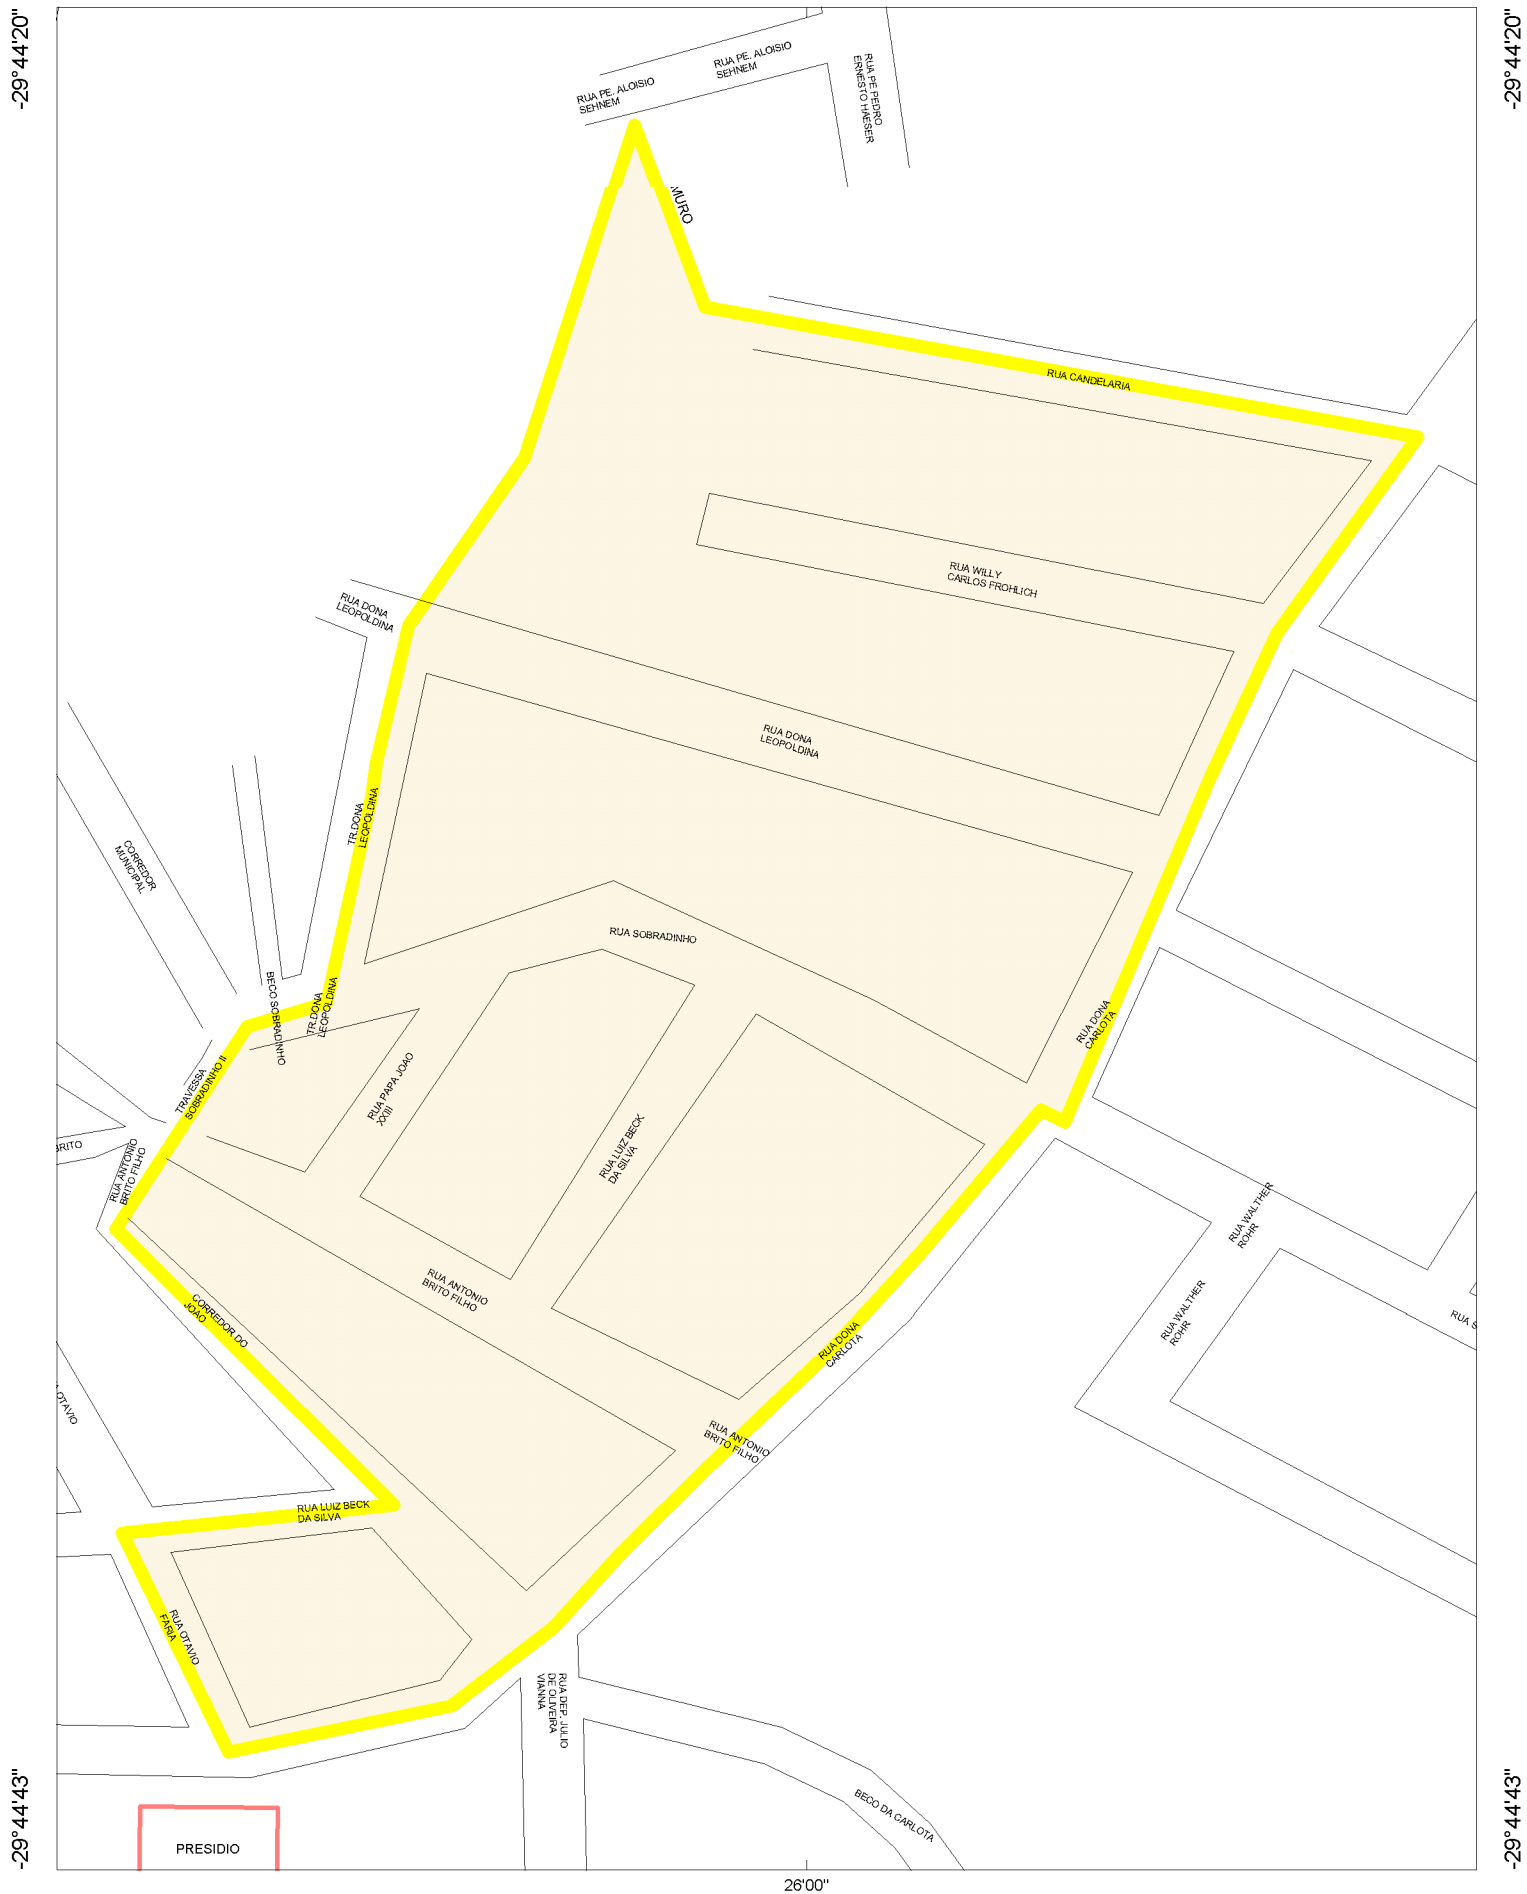 -29°44'20"
-29°44'20"
RUA PE. ALOISIO
SEHNEM
RUA PE. ALOISIO
SEHNEM
RUA PE PEDRO
ERNESTO HAESER
MURO
RUA CANDELARIA
RUA WILLY
CARLOS FROHLICH
RUA DONA
LEOPOLDINA
RUA DONA
LEOPOLDINA
TR.DONA
LEOPOLDINA
CORREDOR
MUNICIPAL
RUA SOBRADINHO
BECO SOBRADINHO
TR.DONA
LEOPOLDINA
RUA DONA
CARLOTA
TRAVESSA
SOBRADINHO II
RUA PAPA JOAO
XXIII
RUA LUIZ BECK
DA SILVA
BRITO
RUA ANTONIO
BRITO FILHO
RUA WALTHER
ROHR
RUA ANTONIO
BRITO FILHO
CORREDOR DO
JOAO
RUA WALTHER
ROHR
RUA S
RUA DONA
CARLOTA
OTAVIO
RUA ANTONIO
BRITO FILHO
RUA LUIZ BECK
DA SILVA
RUA OTAVIO
FARIA
RUA DEP. JULIO
DE OLIVEIRA
VIANNA
BECO DA CARLOTA
PRESIDIO
-29°44'43"
-29°44'43"
26'00"